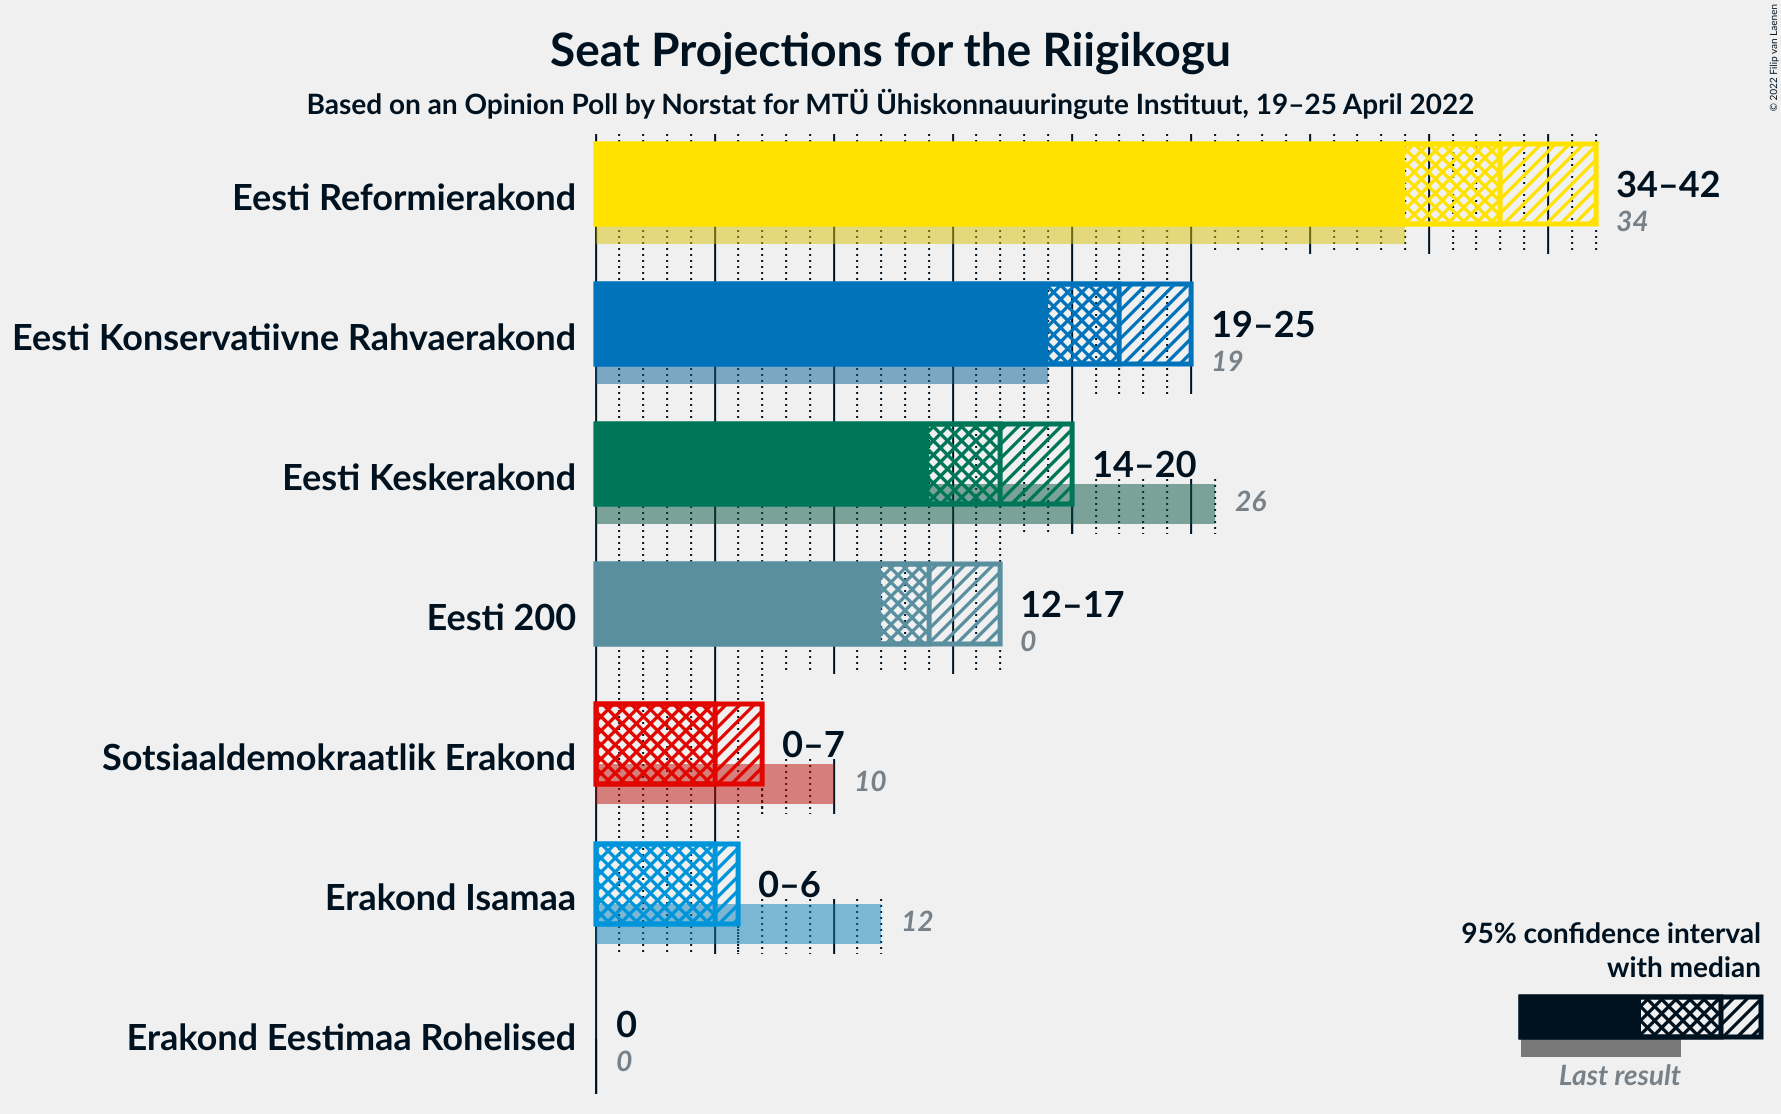 Seat Projections for the Riigikogu
Based on an Opinion Poll by Norstat for MTÜ Ühiskonnauuringute Instituut, 19–25 April 2022
© 2022 Filip van Laenen
Eesti Reformierakond
34–42
34
Eesti Konservatiivne Rahvaerakond
19–25
19
Eesti Keskerakond
14–20
26
Eesti 200
12–17
0
Sotsiaaldemokraatlik Erakond
0–7
10
Erakond Isamaa
0–6
12
Erakond Eestimaa Rohelised
0
0
95% confidence interval
with median
Last result